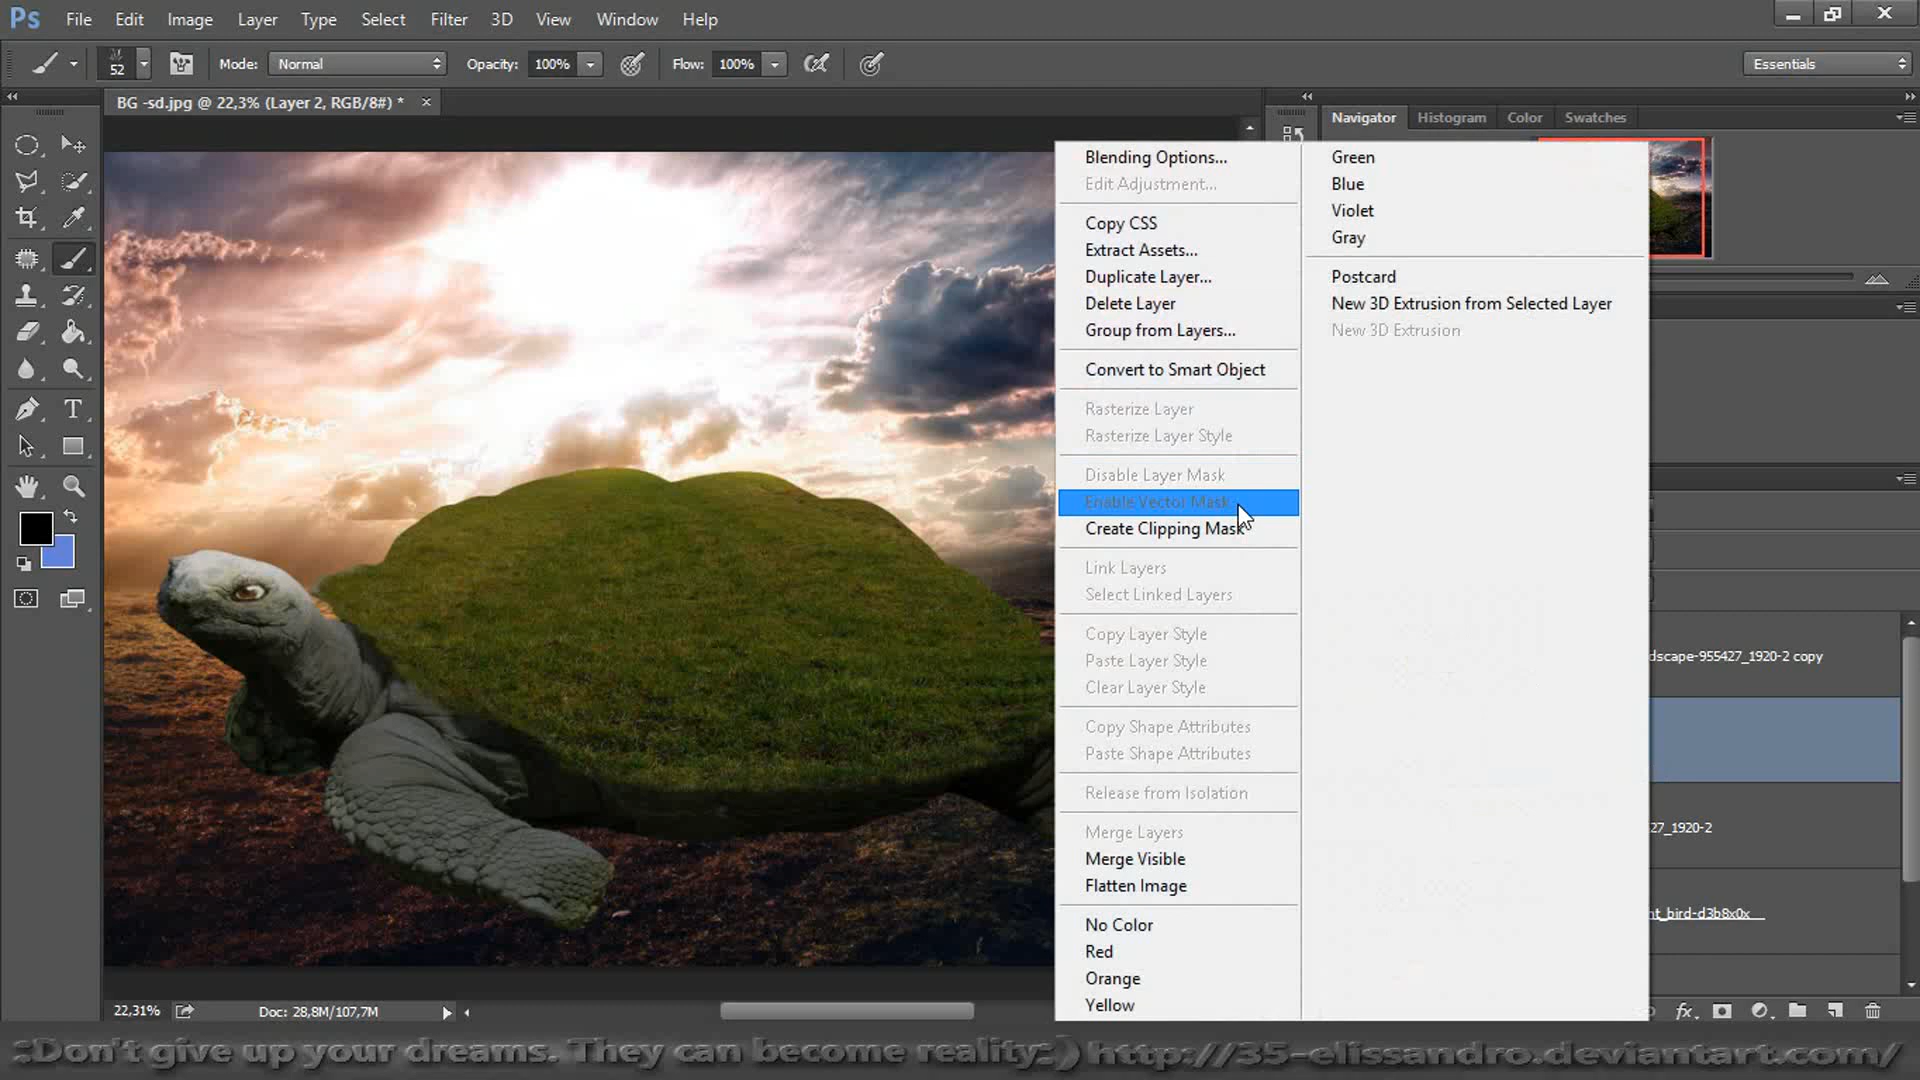 Ps File Edit Image Layer Type Select Filter 3D View Window Help
52 Mode: Normal Opacity: 100% Flow: 100% Essentials
BG -sd.jpg @ 22,3% (Layer 2, RGB/8#) * ×
Navigator Histogram Color Swatches
Blending Options...
Edit Adjustment...
Copy CSS
Extract Assets...
Duplicate Layer...
Delete Layer
Group from Layers...
Convert to Smart Object
Rasterize Layer
Rasterize Layer Style
Disable Layer Mask
Enable Vector Mask
Create Clipping Mask
Link Layers
Select Linked Layers
Copy Layer Style
Paste Layer Style
Clear Layer Style
Copy Shape Attributes
Paste Shape Attributes
Release from Isolation
Merge Layers
Merge Visible
Flatten Image
No Color
Red
Orange
Yellow
Green
Blue
Violet
Gray
Postcard
New 3D Extrusion from Selected Layer
New 3D Extrusion
dscape-955427_1920-2 copy
27_1920-2
nt_bird-d3b8x0x
22,31% Doc: 28,8M/107,7M
fx
:Don't give up your dreams. They can become reality:) http://35-elissandro.deviantart.com/